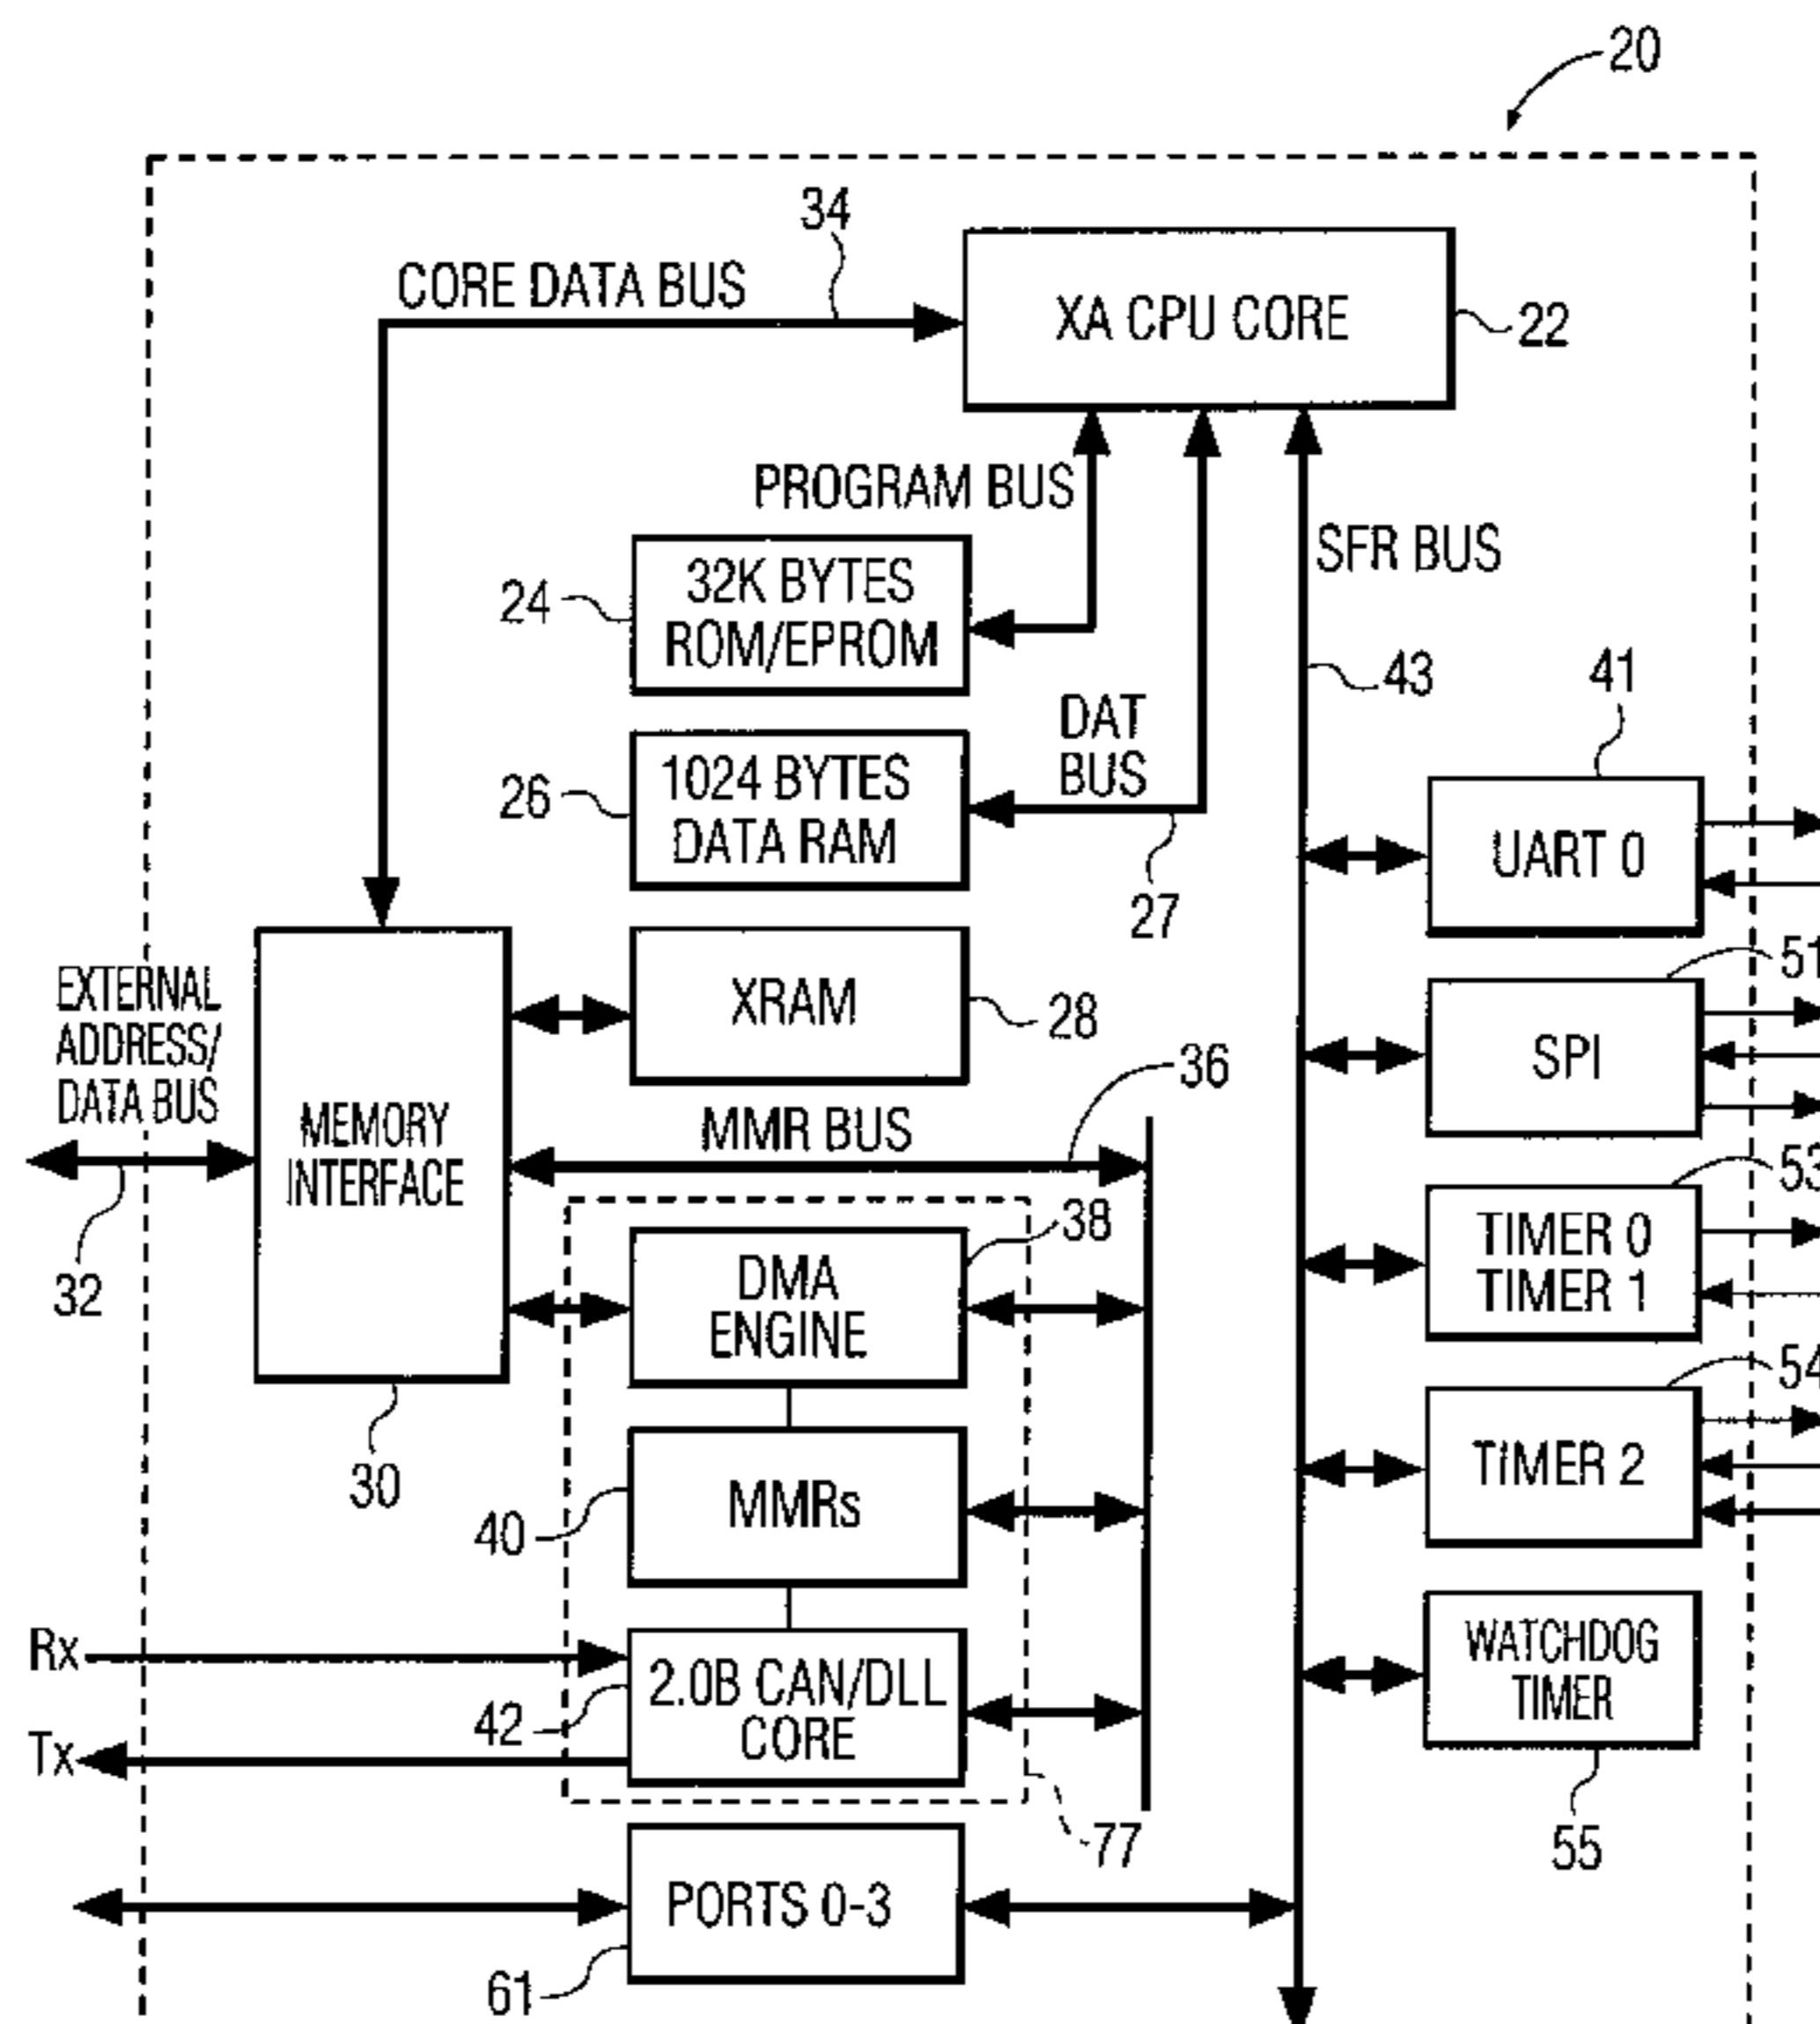 20
34
CORE DATA BUS
XA CPU CORE
22
PROGRAM BUS
SFR BUS
24
32K BYTES
ROM/EPROM
43
41
DAT
BUS
26
1024 BYTES
DATA RAM
27
UART 0
EXTERNAL
ADDRESS/
DATA BUS
XRAM
28
51
SPI
36
MMR BUS
MEMORY
INTERFACE
32
38
53
DMA
ENGINE
TIMER 0
TIMER 1
54
30
40
MMRs
TIMER 2
Rx
2.0B CAN/DLL
CORE
42
Tx
WATCHDOG
TIMER
77
55
PORTS 0-3
61